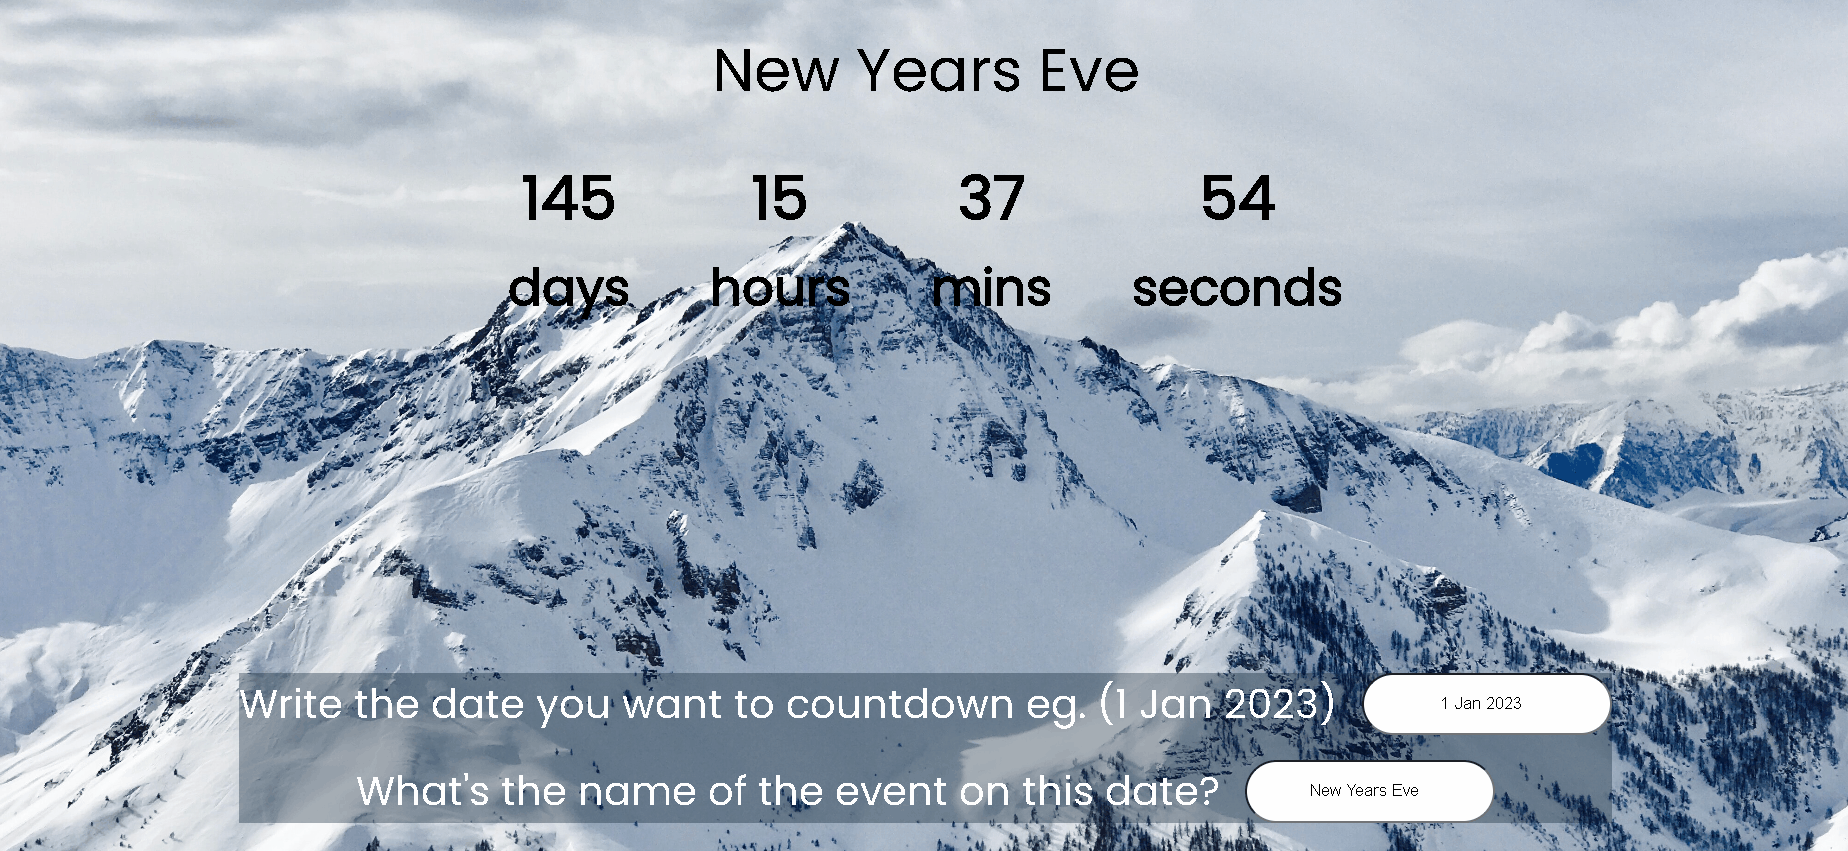 New Years Eve
145 15 37 54
days hours mins seconds
Write the date you want to countdown eg. (1 Jan 2023) 1 Jan 2023
What's the name of the event on this date? New Years Eve